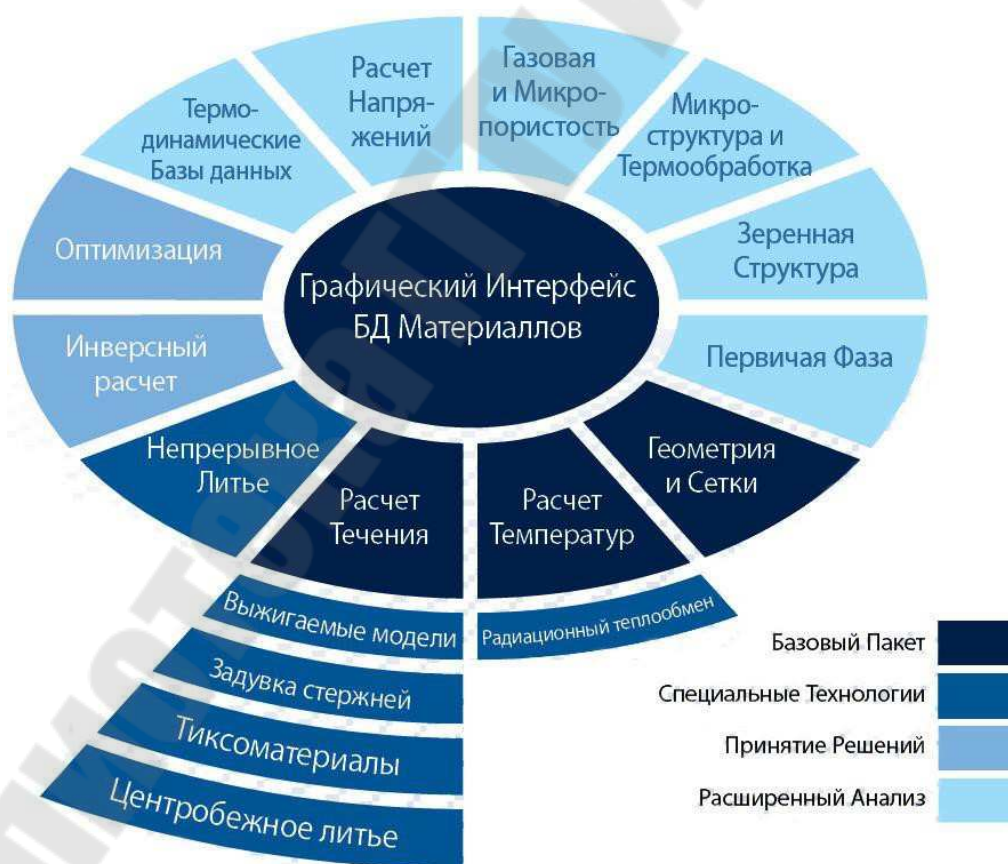 Термо-
динамические
Базы данных
Расчет
Напря-
жений
Газовая
и Микро-
пористость
Микро-
структура и
Термообработка
Оптимизация
Зеренная
Структура
Графический Интерфейс
БД Материаллов
Инверсный
расчет
Первичая Фаза
Непрерывное
Литье
Расчет
Течения
Расчет
Температур
Геометрия
и Сетки
Выжигаемые модели
Радиационный теплообмен
Задувка стержней
Тиксоматериалы
Центробежное литье
Базовый Пакет
Специальные Технологии
Принятие Решений
Расширенный Анализ